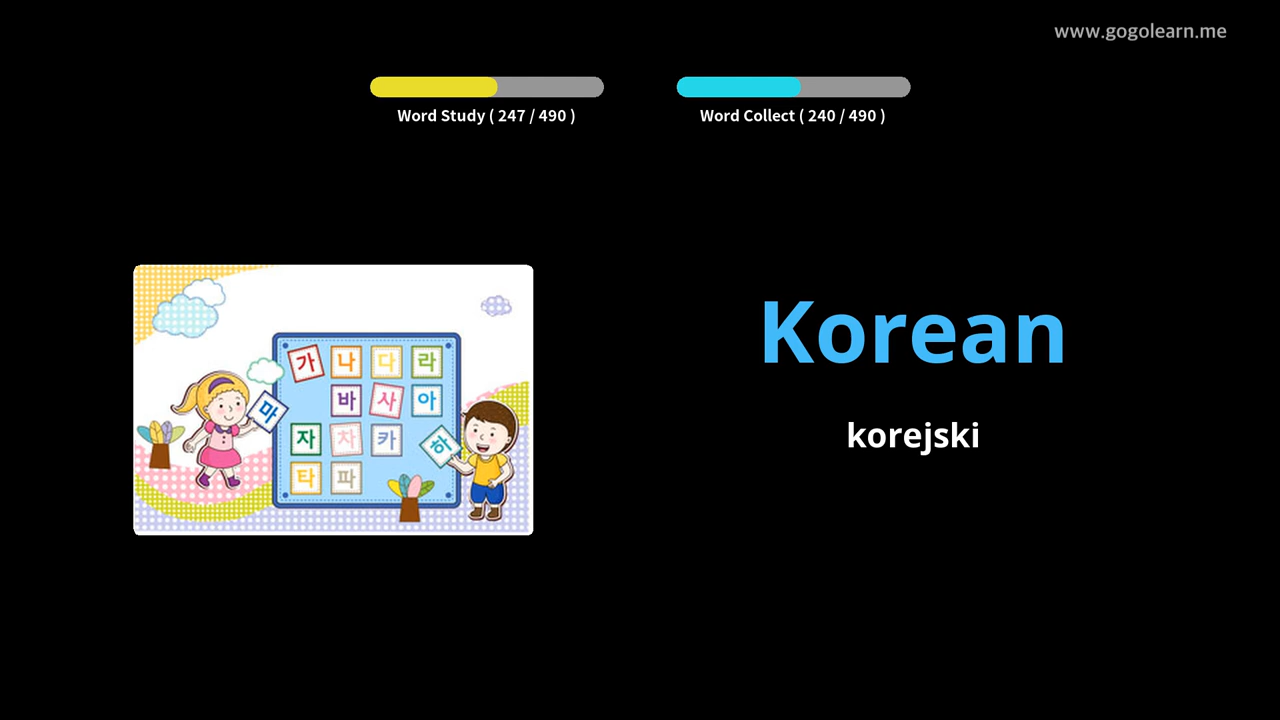 www.gogolearn.me
Word Study ( 247 / 490 )
Word Collect ( 240 / 490 )
가 나 다 라
마 바 사 아
자 차 카 하
타 파
Korean
korejski